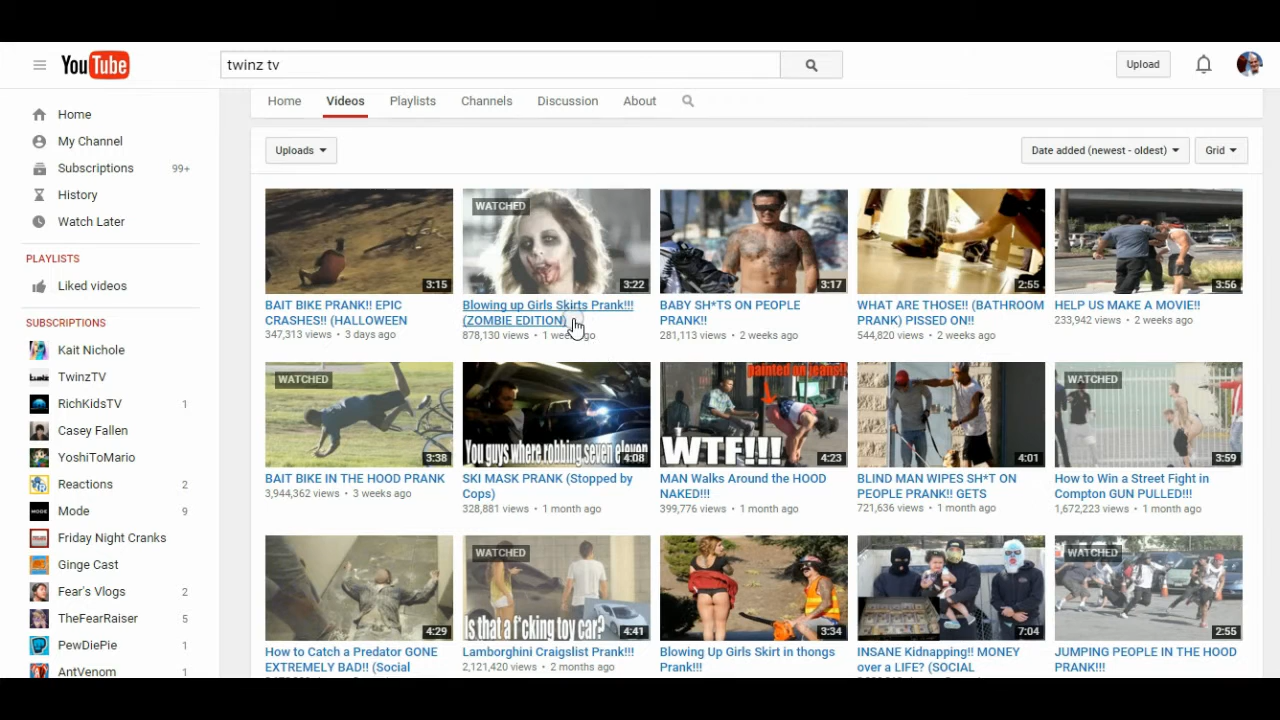 YouTube
twinz tv
Upload
Home
My Channel
Subscriptions 99+
History
Watch Later
PLAYLISTS
Liked videos
SUBSCRIPTIONS
Kait Nichole
TwinzTV
RichKidsTV 1
Casey Fallen
YoshiToMario
Reactions 2
MODE Mode 9
Friday Night Cranks
Ginge Cast
Fear's Vlogs 2
TheFearRaiser 5
PewDiePie 1
AntVenom 1
Home Videos Playlists Channels Discussion About
Uploads Date added (newest - oldest) Grid
3:15
WATCHED
3:22
3:17
2:55
3:56
BAIT BIKE PRANK!! EPIC
CRASHES!! (HALLOWEEN
347,313 views • 3 days ago
Blowing up Girls Skirts Prank!!!
(ZOMBIE EDITION)
878,130 views • 1 week ago
BABY SH*TS ON PEOPLE
PRANK!!
281,113 views • 2 weeks ago
WHAT ARE THOSE!! (BATHROOM
PRANK) PISSED ON!!
544,820 views • 2 weeks ago
HELP US MAKE A MOVIE!!
233,942 views • 2 weeks ago
WATCHED
3:38
You guys where robbing seven eleven
4:08
painted on jeans!!
WTF!!!
4:23
4:01
WATCHED
3:59
BAIT BIKE IN THE HOOD PRANK
3,944,362 views • 3 weeks ago
SKI MASK PRANK (Stopped by
Cops)
328,881 views • 1 month ago
MAN Walks Around the HOOD
NAKED!!!
399,776 views • 1 month ago
BLIND MAN WIPES SH*T ON
PEOPLE PRANK!! GETS
721,636 views • 1 month ago
How to Win a Street Fight in
Compton GUN PULLED!!!
1,672,223 views • 1 month ago
4:29
WATCHED
is that a f*cking toy car?
4:41
3:34
7:04
WATCHED
2:55
How to Catch a Predator GONE
EXTREMELY BAD!! (Social
Lamborghini Craigslist Prank!!!
2,121,420 views • 2 months ago
Blowing Up Girls Skirt in thongs
Prank!!!
INSANE Kidnapping!! MONEY
over a LIFE? (SOCIAL
JUMPING PEOPLE IN THE HOOD
PRANK!!!